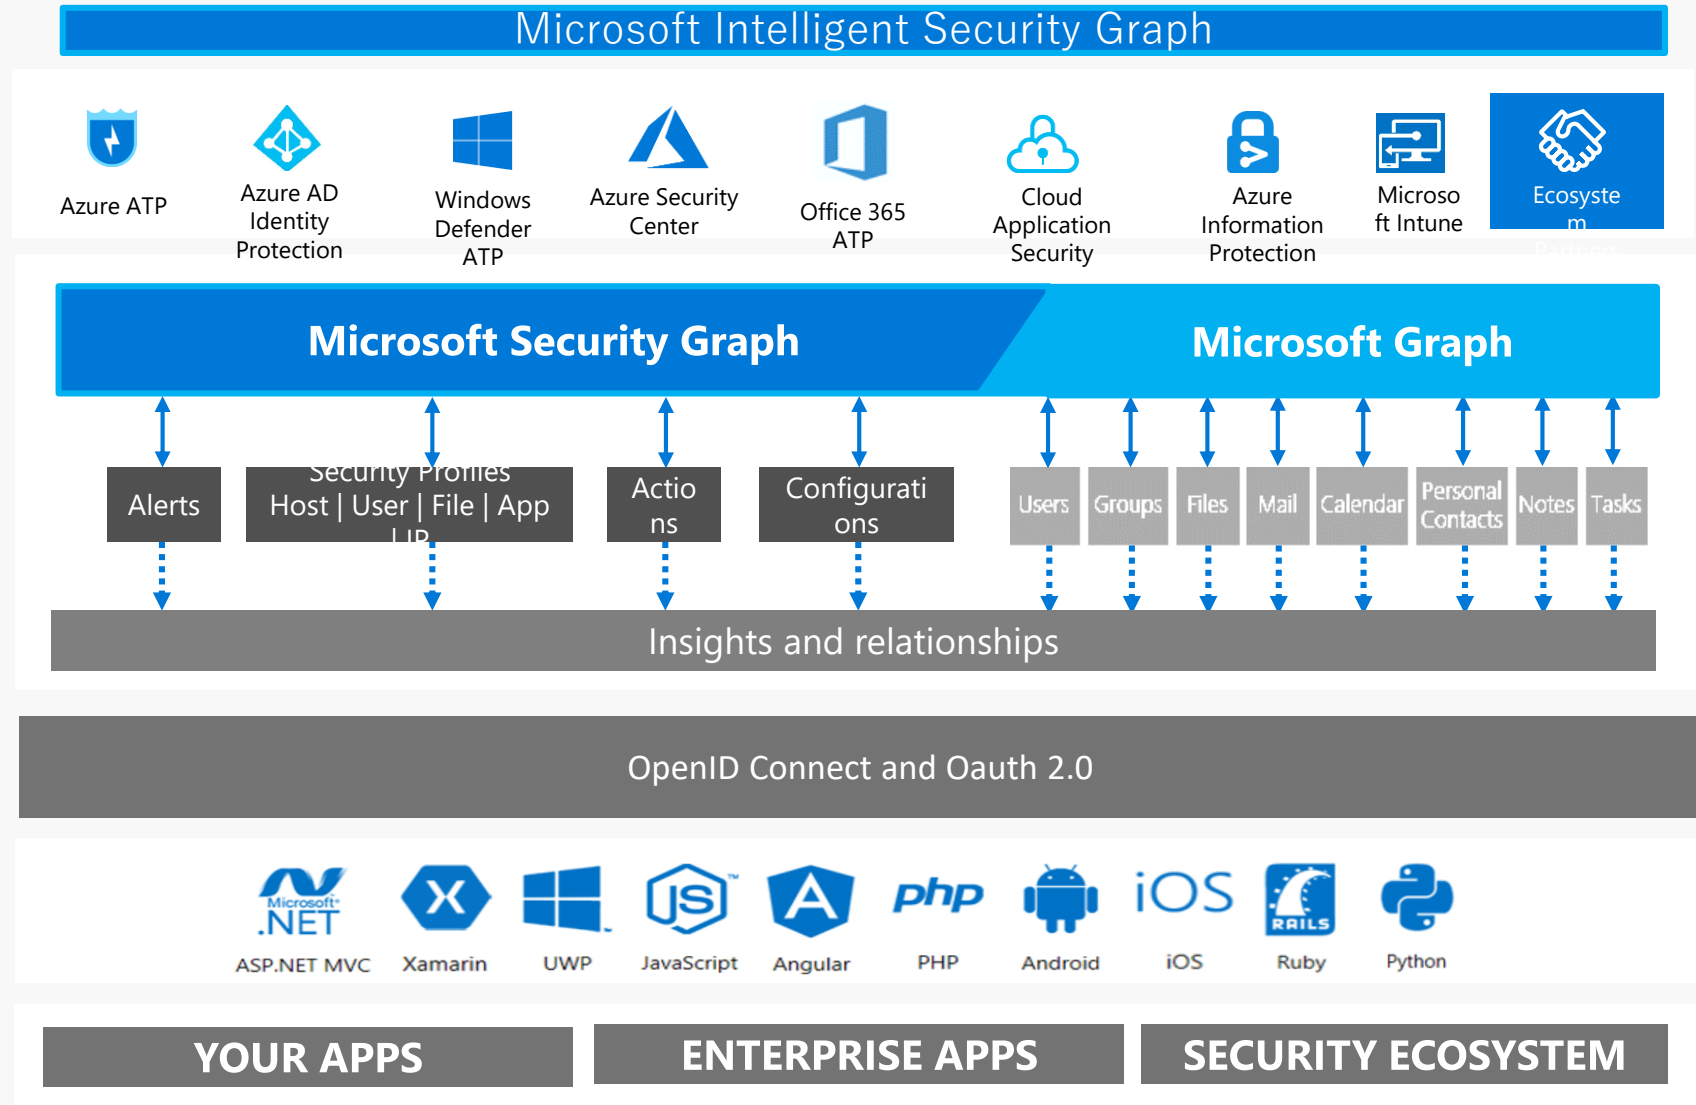 Microsoft Intelligent Security Graph
Azure ATP
Azure AD
Identity
Protection
Windows
Defender
ATP
Azure Security
Center
Office 365
ATP
Cloud
Application
Security
Azure
Information
Protection
Microso
ft Intune
Ecosyste
m
Partners
Microsoft Security Graph
Microsoft Graph
Alerts
Security Profiles
Host | User | File | App
| IP
Actio
ns
Configurati
ons
Users
Groups
Files
Mail
Calendar
Personal
Contacts
Notes
Tasks
Insights and relationships
OpenID Connect and Oauth 2.0
Microsoft®
.NET
X
JS™
A
php
iOS
RAILS
ASP.NET MVC
Xamarin
UWP
JavaScript
Angular
PHP
Android
iOS
Ruby
Python
YOUR APPS
ENTERPRISE APPS
SECURITY ECOSYSTEM